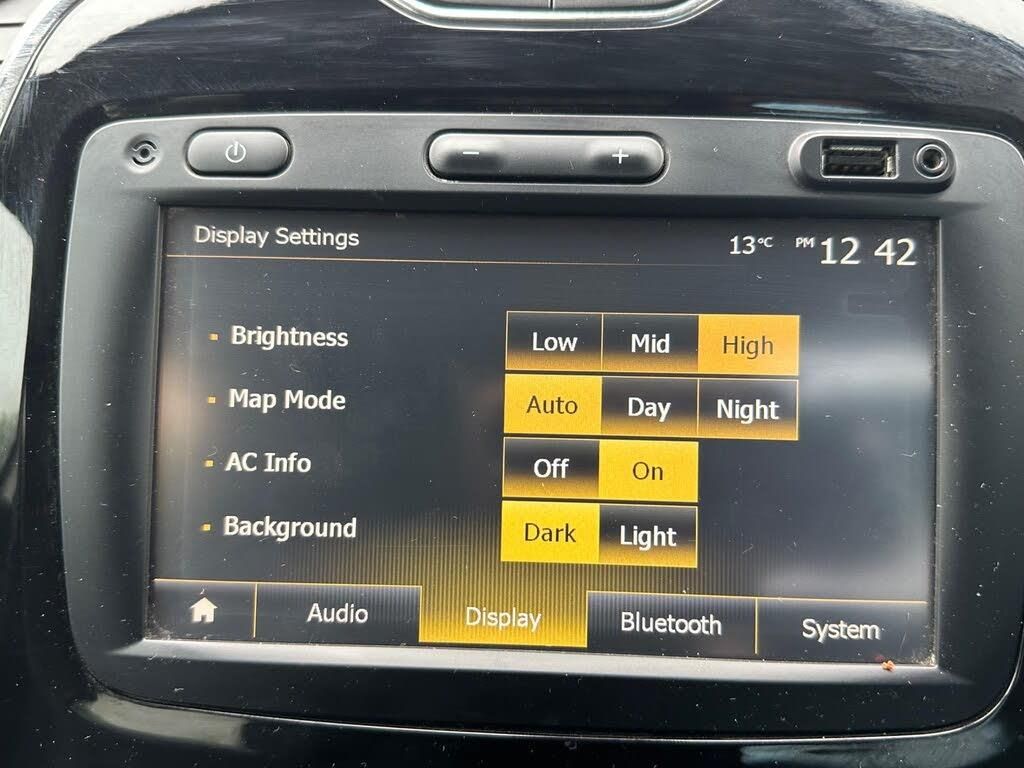 − +
Display Settings 13°C PM 12 42
Brightness Low Mid High
Map Mode Auto Day Night
AC Info Off On
Background Dark Light
Audio Display Bluetooth System